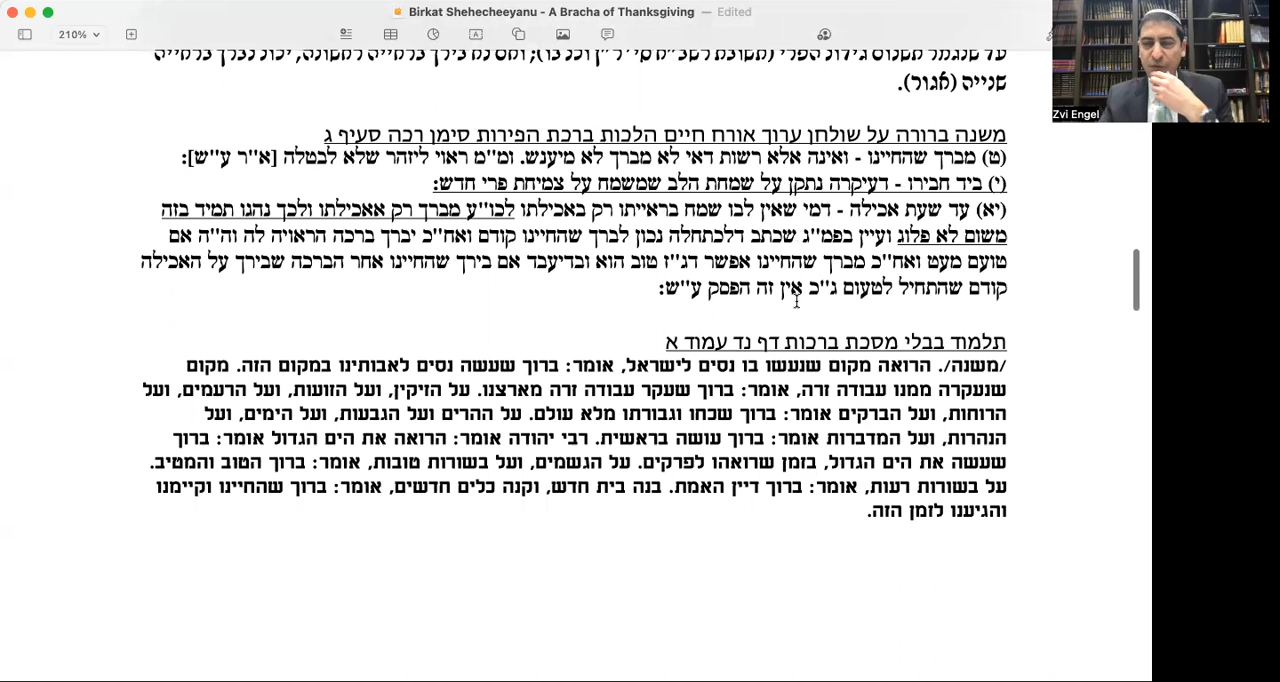 Birkat Shehecheeyanu - A Bracha of Thanksgiving — Edited
210%
Zvi Engel
שנייה (אגור).
משנה ברורה על שולחן ערוך אורח חיים הלכות ברכת הפירות סימן רכה סעיף ג
(ט) מברך שהחיינו - ואינה אלא רשות דאי לא מברך לא מיענש. ומ"מ ראוי ליזהר שלא לבטלה [א"ר ע"ש]:
(י) ביד חבירו - דעיקרה נתקן על שמחת הלב שמשמח על צמיחת פרי חדש:
(יא) עד שעת אכילה - דמי שאין לבו שמח בראייתו רק באכילתו לכו"ע מברך רק אאכילתו ולכך נהגו תמיד בזה
משום לא פלוג ועיין בפמ"ג שכתב דלכתחלה נכון לברך שהחיינו קודם ואח"כ יברך ברכה הראויה לה וה"ה אם
טועם מעט ואח"כ מברך שהחיינו אפשר דג"ז טוב הוא ובדיעבד אם בירך שהחיינו אחר הברכה שבירך על האכילה
קודם שהתחיל לטעום ג"כ אין זה הפסק ע"ש:
תלמוד בבלי מסכת ברכות דף נד עמוד א
/משנה/. הרואה מקום שנעשו בו נסים לישראל, אומר: ברוך שעשה נסים לאבותינו במקום הזה. מקום
שנעקרה ממנו עבודה זרה, אומר: ברוך שעקר עבודה זרה מארצנו. על הזיקין, ועל הזועות, ועל הרעמים, ועל
הרוחות, ועל הברקים אומר: ברוך שכחו וגבורתו מלא עולם. על ההרים ועל הגבעות, ועל הימים, ועל
הנהרות, ועל המדברות אומר: ברוך עושה בראשית. רבי יהודה אומר: הרואה את הים הגדול אומר: ברוך
שעשה את הים הגדול, בזמן שרואהו לפרקים. על הגשמים, ועל בשורות טובות, אומר: ברוך הטוב והמטיב.
על בשורות רעות, אומר: ברוך דיין האמת. בנה בית חדש, וקנה כלים חדשים, אומר: ברוך שהחיינו וקיימנו
והגיענו לזמן הזה.